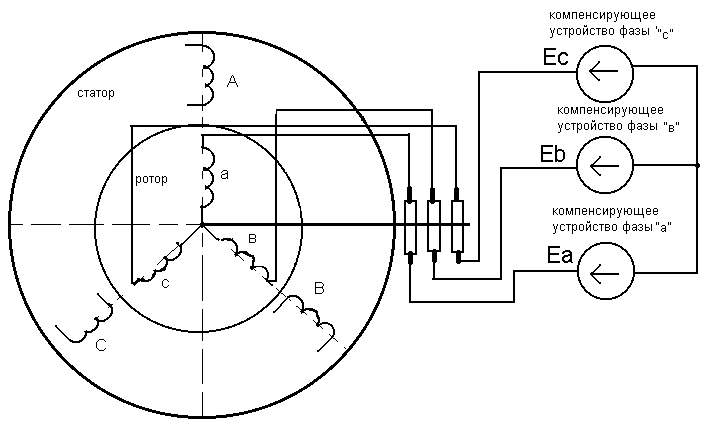 компенсирующее
устройство фазы "с"
Ec
статор
A
компенсирующее
устройство фазы "в"
Eb
ротор
a
компенсирующее
устройство фазы "а"
Ea
в
с
B
C